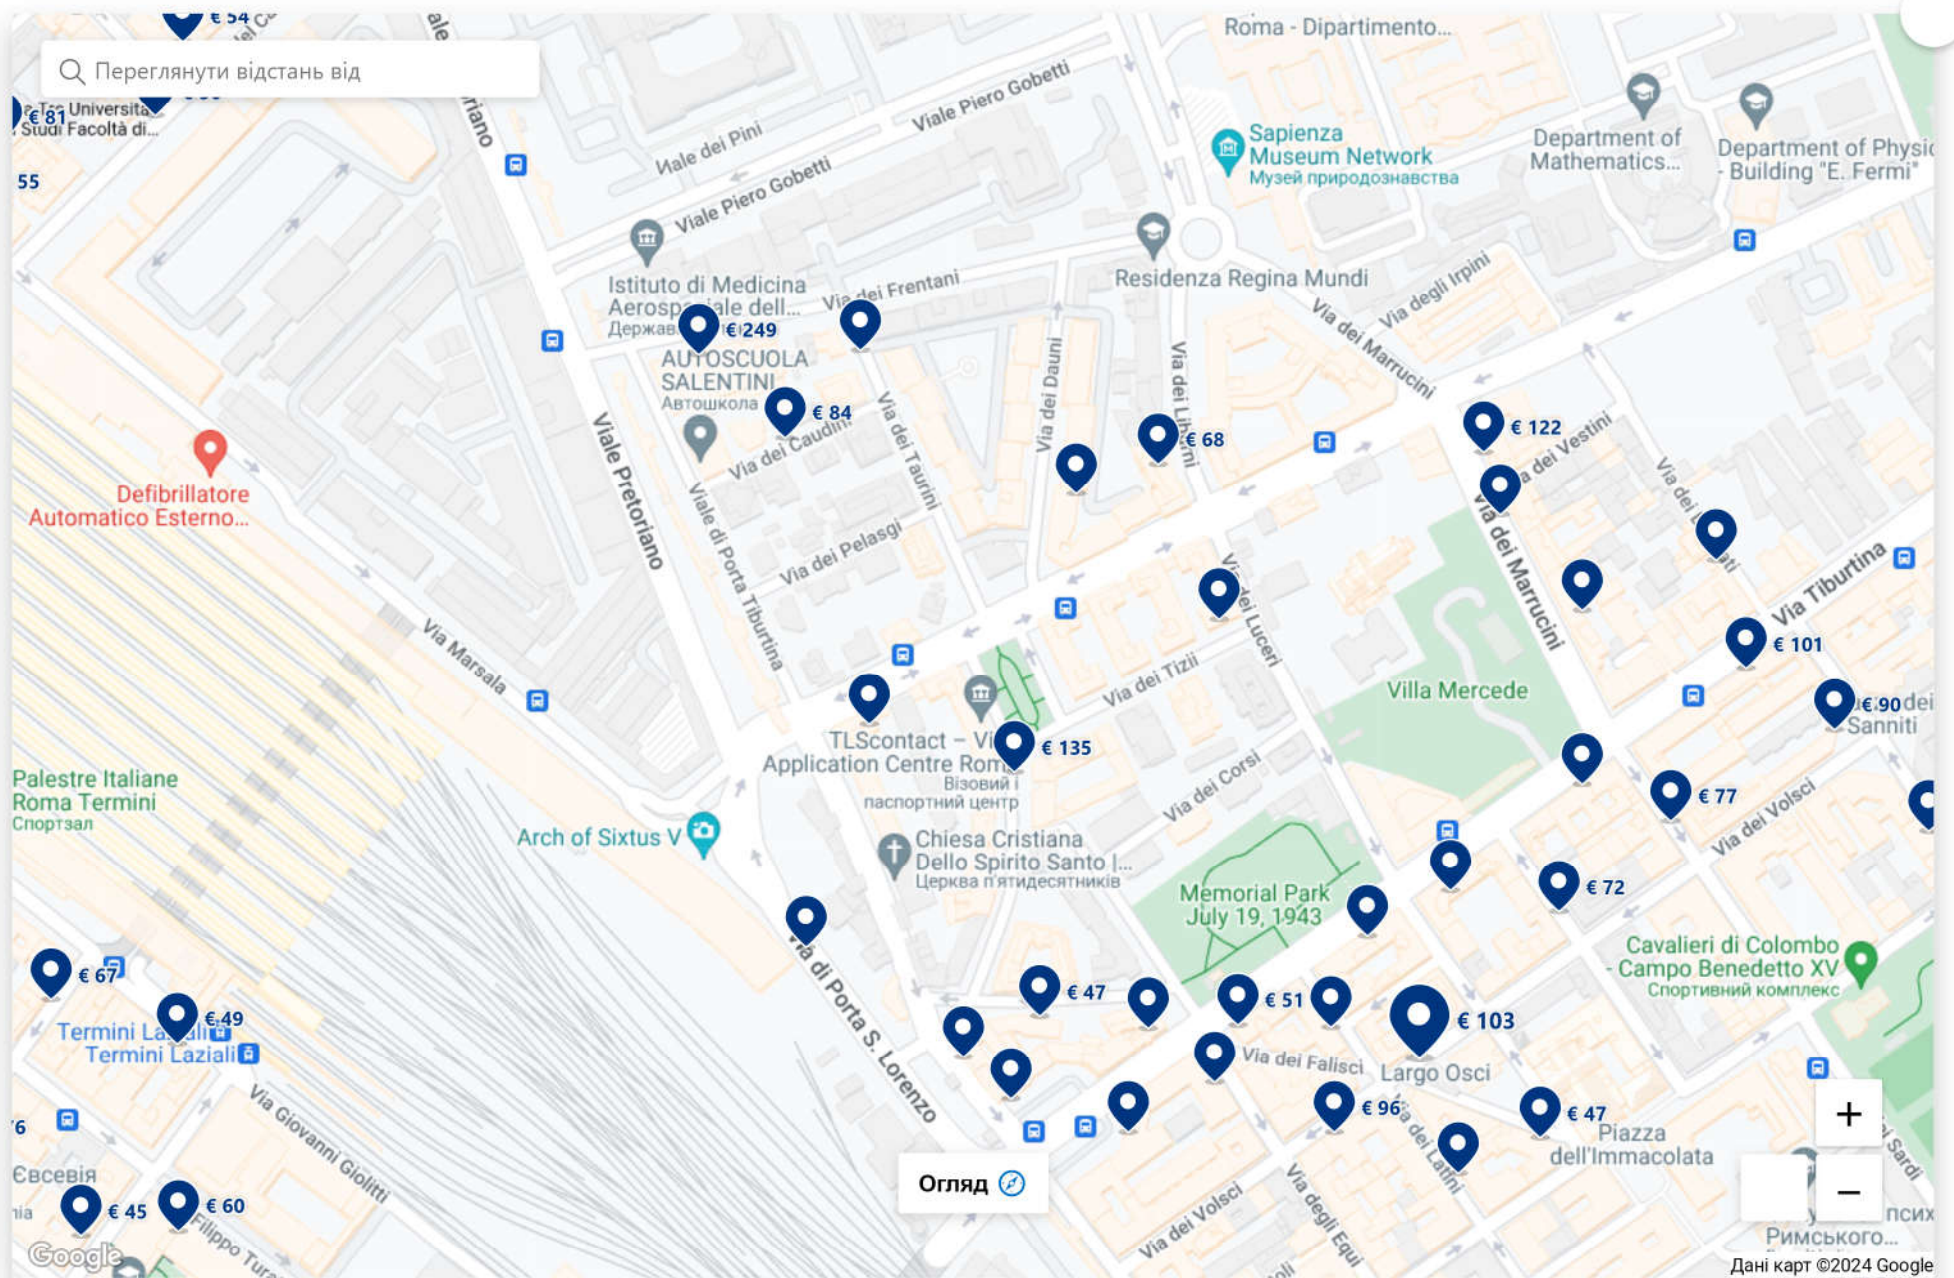 € 54
Roma - Dipartimento...
Переглянути відстань від
Viale Piero Gobetti
€ 81
Studi Facoltà di...
Sapienza
Museum Network
Музей природознавства
Department of
Mathematics...
Department of Physic
- Building "E. Fermi"
Viale Piero Gobetti
55
Istituto di Medicina
Via dei Frentani
Residenza Regina Mundi
Via degli Irpini
Via dei Marrucini
€ 249
AUTOSCUOLA
SALENTINI
Автошкола
€ 84
Via dei Caudini
Via dei Taurini
Via dei Dauni
€ 68
€ 122
Viale Pretoriano
Defibrillatore
Automatico Esterno...
Viale di Porta Tiburtina
Via dei Pelasgi
Via dei Marrucini
Via Tiburtina
Via Marsala
Via dei Tizii
€ 101
Villa Mercede
€ 90
Sanniti
TLScontact – Vi
Application Centre Rom
€ 135
Візовий і
паспортний центр
Via dei Corsi
€ 77
Via dei Volsci
Palestre Italiane
Roma Termini
Спортзал
Arch of Sixtus V
Chiesa Cristiana
Dello Spirito Santo |...
Церква п'ятидесятників
Memorial Park
July 19, 1943
€ 72
Cavalieri di Colombo
- Campo Benedetto XV
Спортивний комплекс
€ 67
€ 49
Termini Laziali
Termini Laziali
Via di Porta S. Lorenzo
€ 47
€ 51
€ 103
Via dei Falisci
Largo Osci
€ 96
€ 47
Piazza
dell'Immacolata
Via Giovanni Giolitti
Via dei Latini
Євсевія
€ 45
€ 60
Огляд
Via dei Volsci
Via degli Equi
+
−
Римського...
Google
Дані карт ©2024 Google